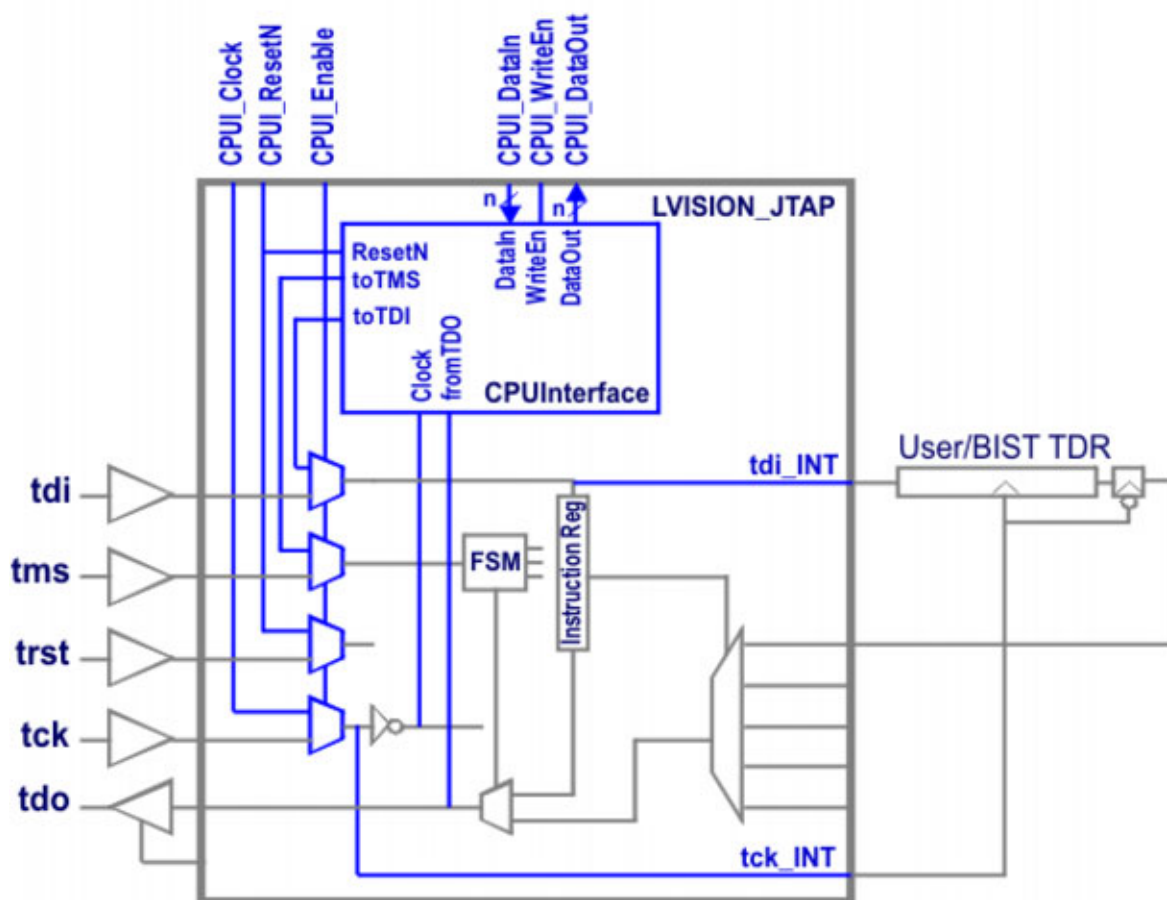 CPUI_Clock
CPUI_ResetN
CPUI_Enable
CPUI_DataIn
CPUI_WriteEn
CPUI_DataOut
n
n
LVISION_JTAP
ResetN
toTMS
toTDI
DataIn
WriteEn
DataOut
Clock
fromTDO
CPUInterface
tdi
tdi_INT
User/BIST TDR
tms
FSM
Instruction Reg
trst
tck
tdo
tck_INT